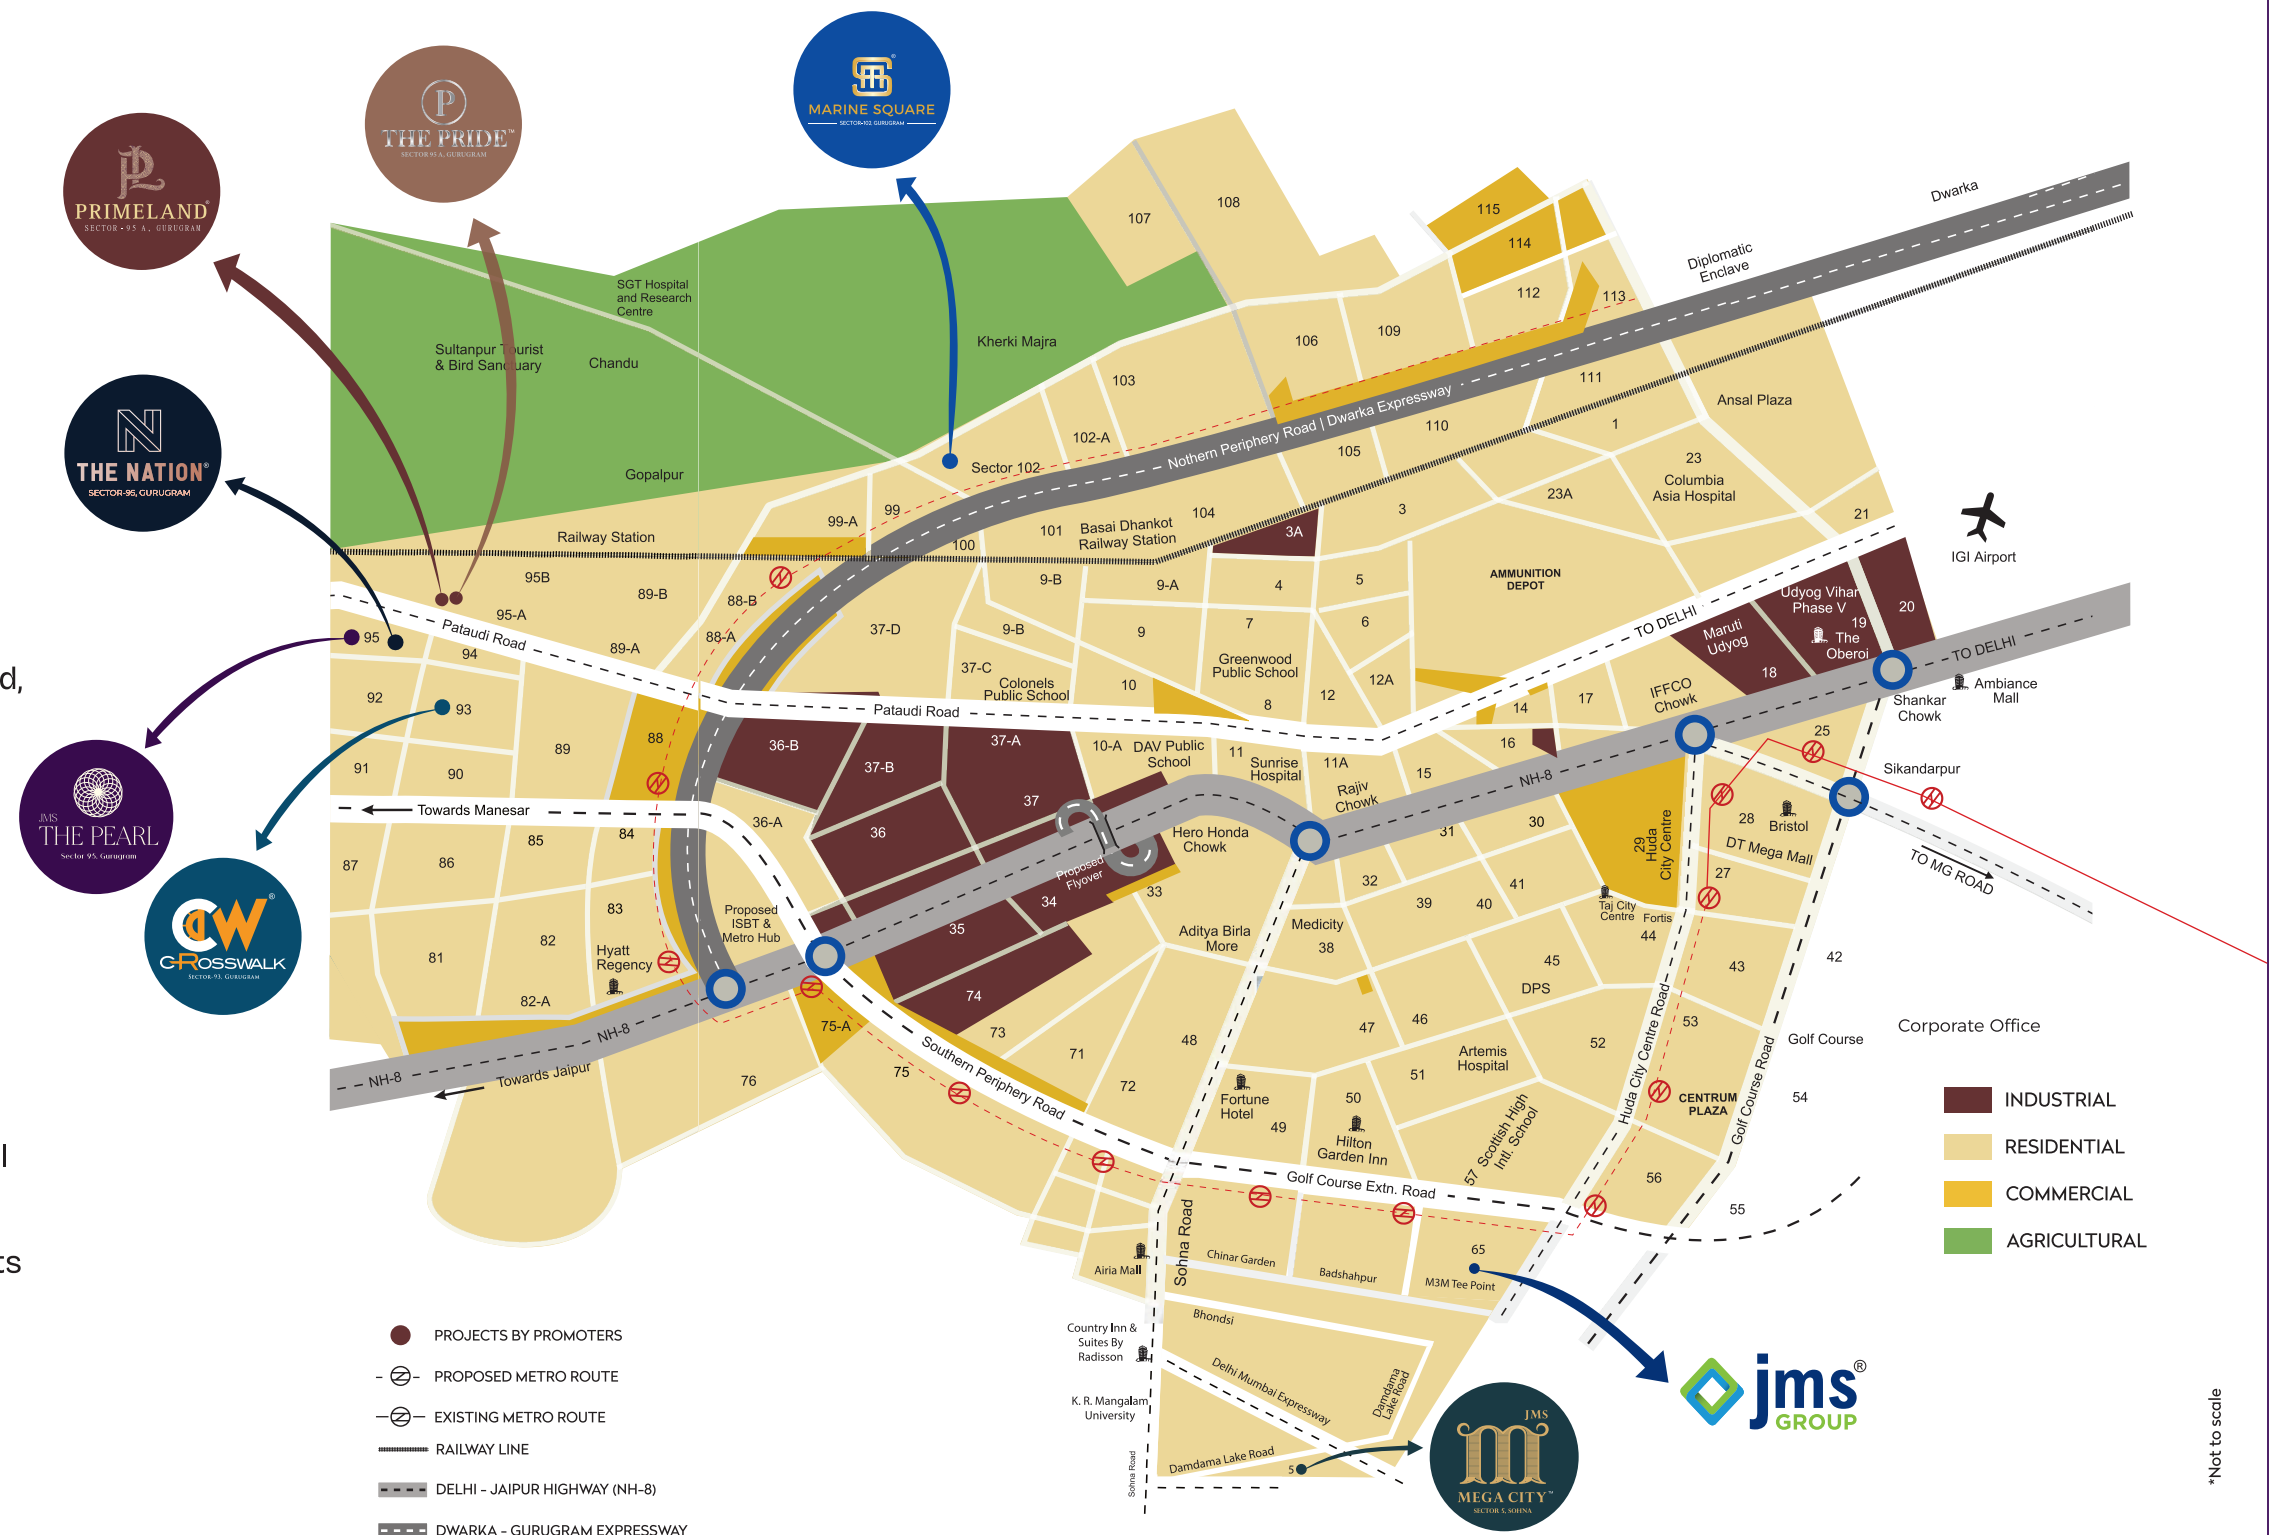 MARINE SQUARE
SECTOR-102, GURUGRAM
P
THE PRIDE™
SECTOR 95 A, GURUGRAM
PRIMELAND®
SECTOR - 95 A, GURUGRAM
N
THE NATION®
SECTOR-95, GURUGRAM
JMS
THE PEARL
Sector 95, Gurugram
CW®
CROSSWALK
SECTOR-93, GURUGRAM
d,
l
ts
107
108
115
114
112
113
Dwarka
Diplomatic
Enclave
SGT Hospital
and Research
Centre
Sultanpur Tourist
& Bird Sanctuary
Chandu
Kherki Majra
Gopalpur
106
109
103
102-A
Sector 102
Nothern Periphery Road | Dwarka Expressway
111
110
105
1
Ansal Plaza
23
Columbia
Asia Hospital
23A
3
21
IGI Airport
99-A
99
100
101
Basai Dhankot
Railway Station
104
3A
Railway Station
95B
95-A
89-B
88-B
88-A
89-A
9-B
9-A
4
5
AMMUNITION
DEPOT
95
94
Pataudi Road
37-D
9-B
9
7
6
37-C
Colonels
Public School
10
Greenwood
Public School
8
12
12A
TO DELHI
Maruti
Udyog
Udyog Vihar
Phase V
19
The
Oberoi
20
18
TO DELHI
Ambiance
Mall
Shankar
Chowk
IFFCO
Chowk
17
14
16
92
93
91
90
89
88
Pataudi Road
36-B
37-B
37-A
37
36
10-A
DAV Public
School
11
Sunrise
Hospital
11A
Rajiv
Chowk
15
NH-8
25
Sikandarpur
28
Bristol
DT Mega Mall
27
TO MG ROAD
29
Huda
City Centre
Towards Manesar
87
86
85
84
36-A
Hero Honda
Chowk
Proposed
Flyover
33
34
35
31
30
32
39
40
41
Taj City
Centre
Fortis
44
81
82
83
82-A
Hyatt
Regency
Proposed
ISBT &
Metro Hub
Aditya Birla
More
Medicity
38
45
DPS
43
42
74
73
75-A
75
76
71
72
48
47
46
51
Artemis
Hospital
52
53
Golf Course
54
55
NH-8
NH-8
Towards Jaipur
Southern Periphery Road
Fortune
Hotel
49
50
Hilton
Garden Inn
57 Scottish High
Intl. School
Huda City Centre Road
CENTRUM
PLAZA
Golf Course Road
56
Golf Course Extn. Road
Sohna Road
Airia Mall
Chinar Garden
Badshahpur
65
M3M Tee Point
Bhondsi
Country Inn &
Suites By
Radisson
K. R. Mangalam
University
Sohna Road
Delhi Mumbai Expressway
Damdama
Lake Road
Damdama Lake Road
5
JMS
MEGA CITY™
SECTOR 5, SOHNA
jms®
GROUP
Corporate Office
INDUSTRIAL
RESIDENTIAL
COMMERCIAL
AGRICULTURAL
PROJECTS BY PROMOTERS
PROPOSED METRO ROUTE
EXISTING METRO ROUTE
RAILWAY LINE
DELHI - JAIPUR HIGHWAY (NH-8)
DWARKA - GURUGRAM EXPRESSWAY
*Not to scale